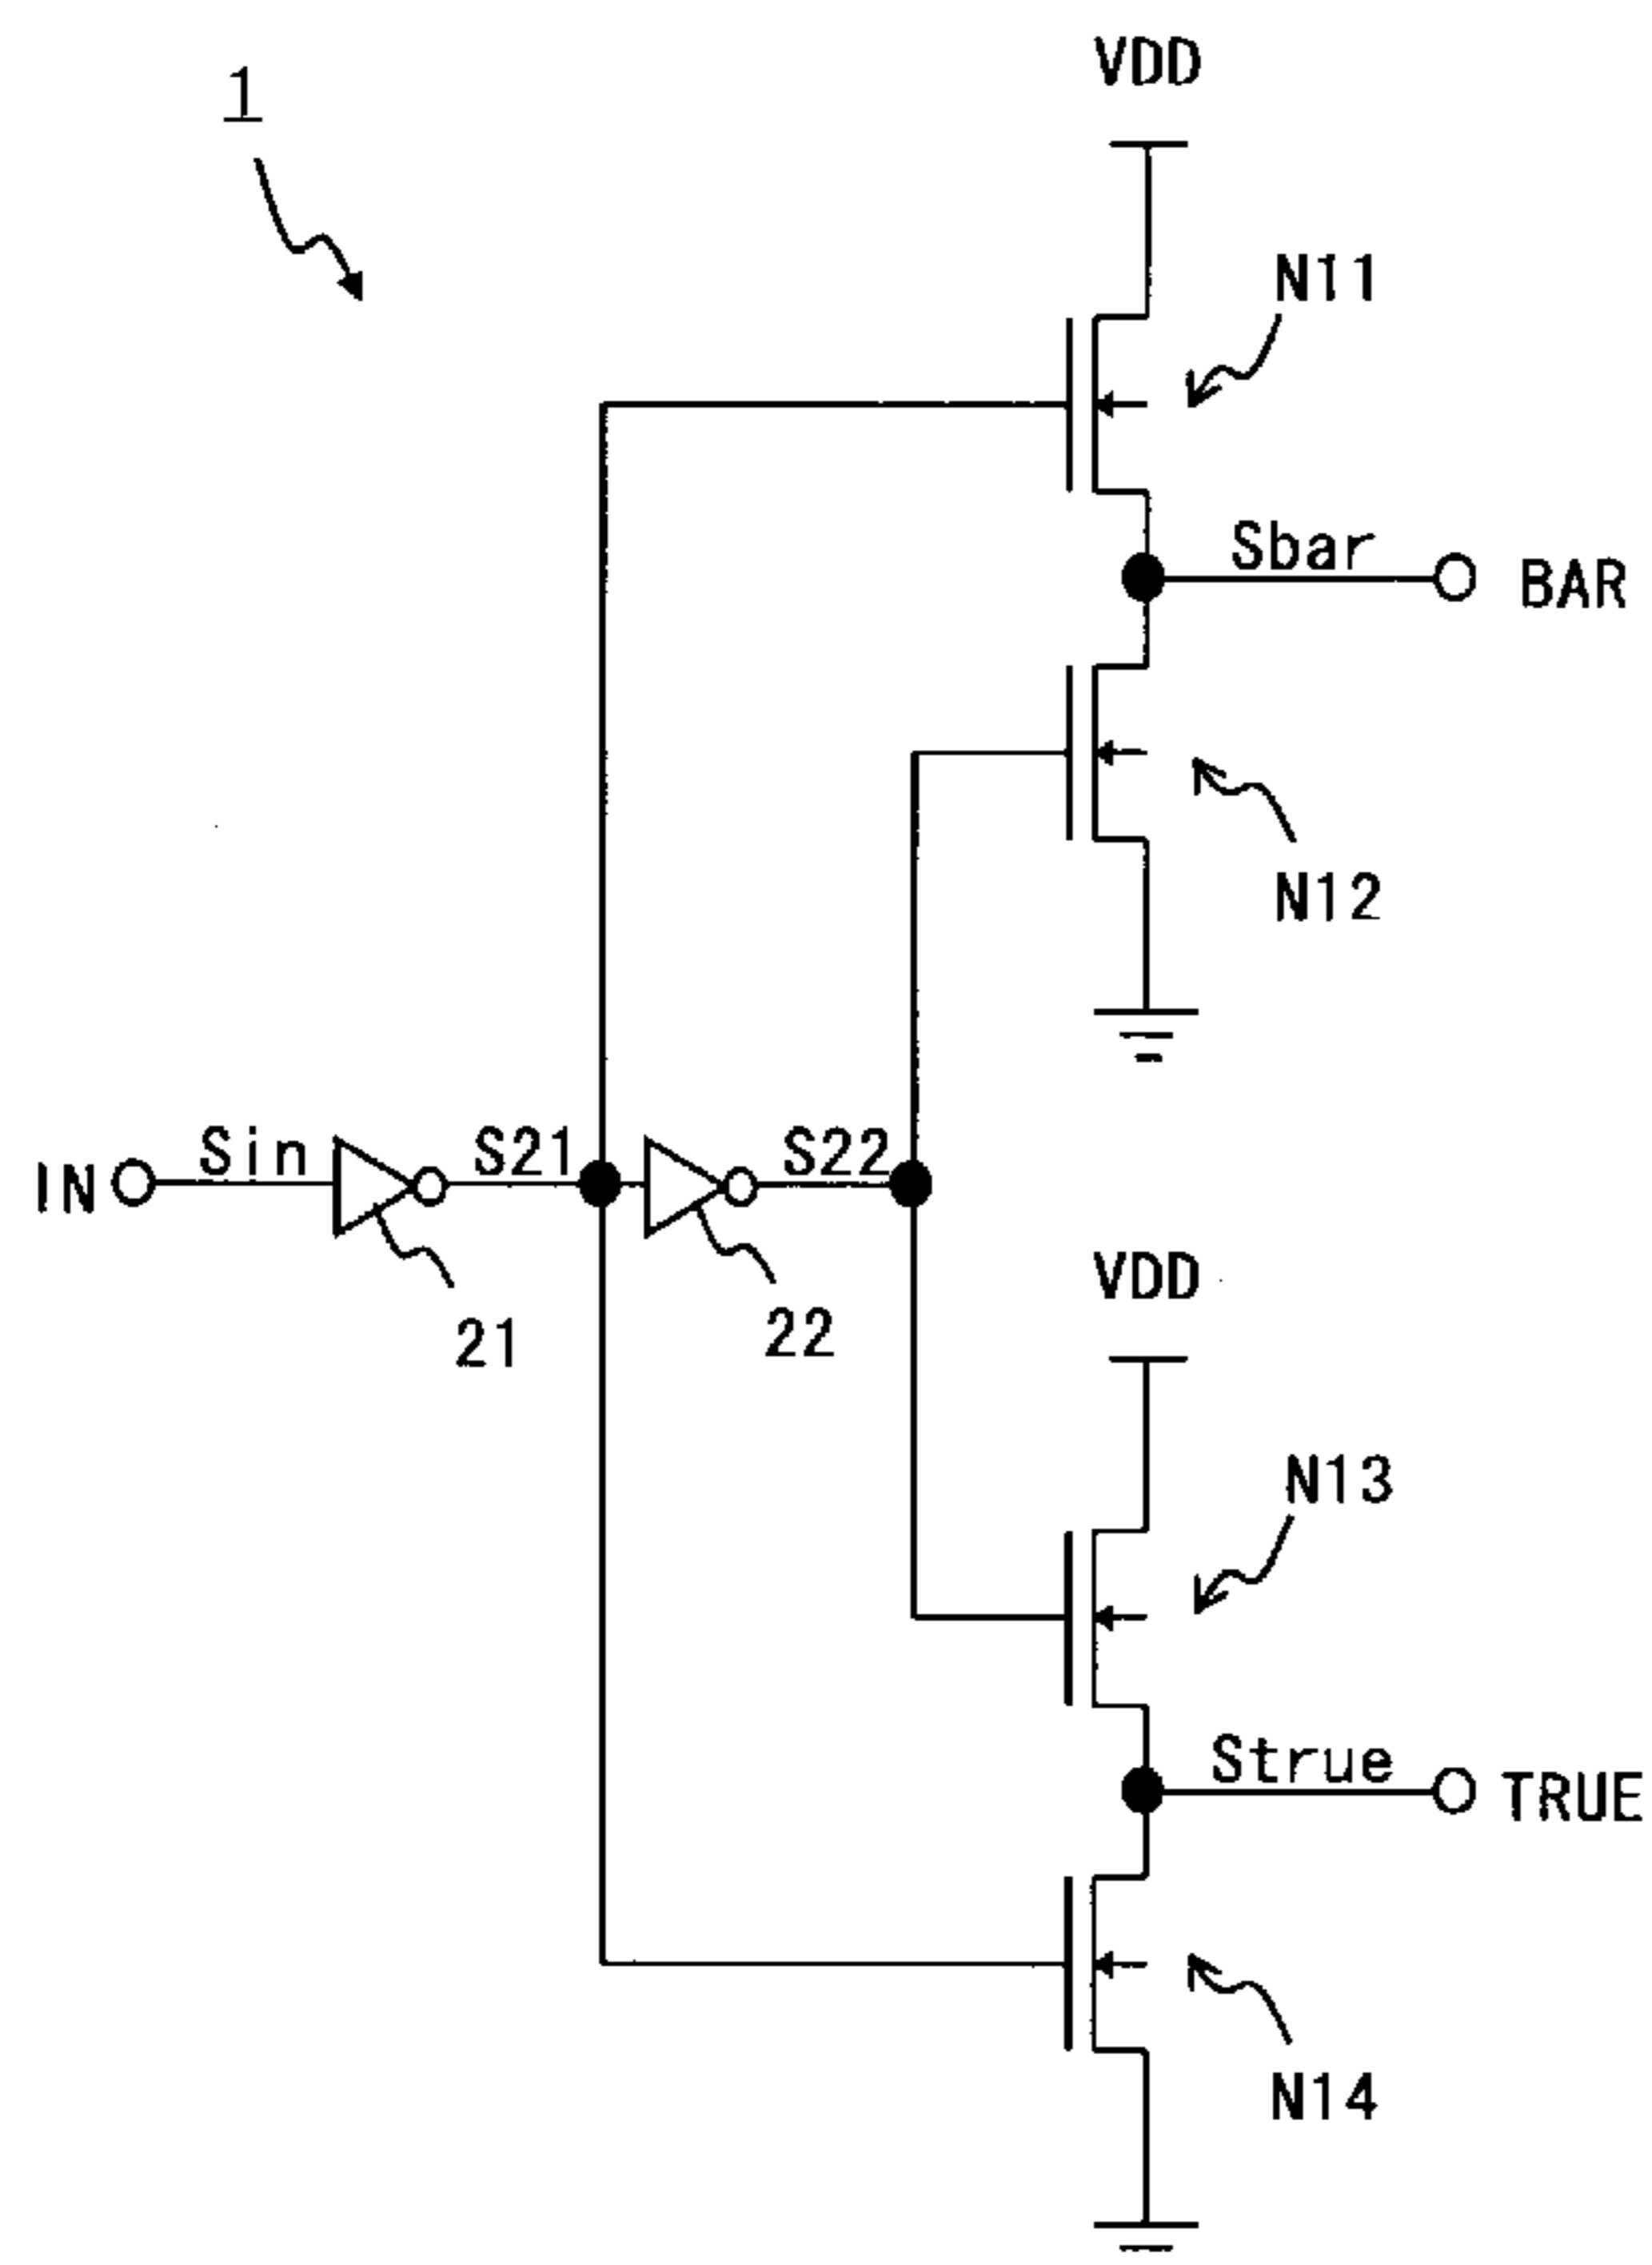 1
VDD
N11
Sbar
BAR
N12
IN
Sin
S21
S22
21
22
VDD
N13
Strue
TRUE
N14